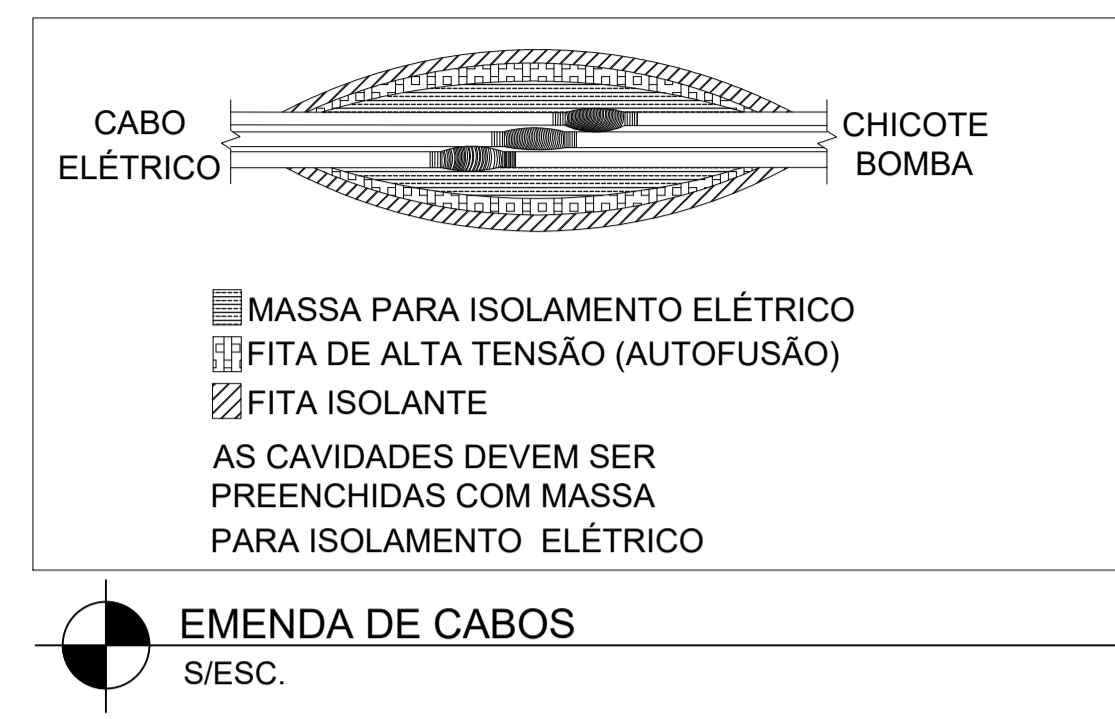 CABO
ELÉTRICO
CHICOTE
BOMBA
MASSA PARA ISOLAMENTO ELÉTRICO
FITA DE ALTA TENSÃO (AUTOFUSÃO)
FITA ISOLANTE
AS CAVIDADES DEVEM SER
PREENCHIDAS COM MASSA
PARA ISOLAMENTO ELÉTRICO
EMENDA DE CABOS
S/ESC.